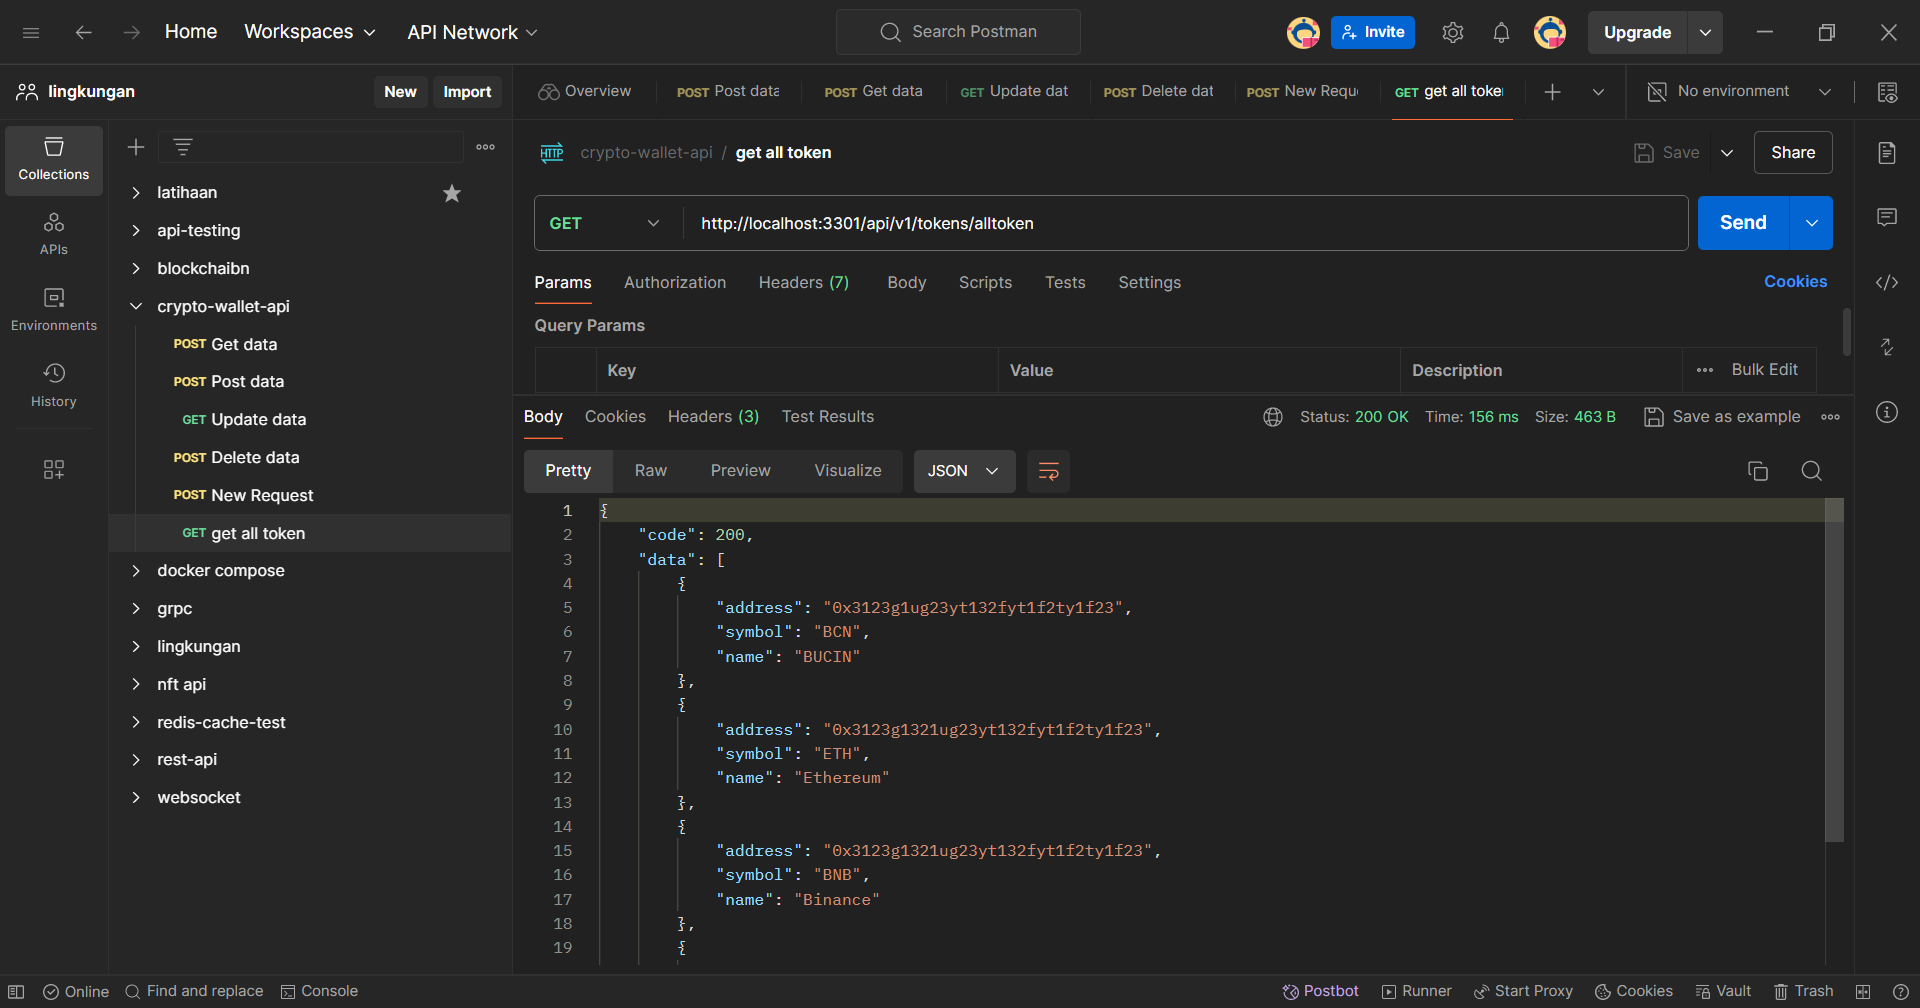 Home Workspaces API Network Search Postman Invite Upgrade
lingkungan New Import
Overview POST Post data POST Get data GET Update dat POST Delete dat POST New Requ GET get all token No environment
Collections
APIs
Environments
History
latihaan
api-testing
blockchaibn
crypto-wallet-api
POST Get data
POST Post data
GET Update data
POST Delete data
POST New Request
GET get all token
docker compose
grpc
lingkungan
nft api
redis-cache-test
rest-api
websocket
HTTP crypto-wallet-api / get all token Save Share
GET http://localhost:3301/api/v1/tokens/alltoken Send
Params Authorization Headers (7) Body Scripts Tests Settings Cookies
Query Params
Key Value Description Bulk Edit
Body Cookies Headers (3) Test Results Status: 200 OK Time: 156 ms Size: 463 B Save as example
Pretty Raw Preview Visualize JSON
1 {
2 "code": 200,
3 "data": [
4 {
5 "address": "0x3123g1ug23yt132fyt1f2ty1f23",
6 "symbol": "BCN",
7 "name": "BUCIN"
8 },
9 {
10 "address": "0x3123g1321ug23yt132fyt1f2ty1f23",
11 "symbol": "ETH",
12 "name": "Ethereum"
13 },
14 {
15 "address": "0x3123g1321ug23yt132fyt1f2ty1f23",
16 "symbol": "BNB",
17 "name": "Binance"
18 },
19 {
Online Find and replace Console Postbot Runner Start Proxy Cookies Vault Trash